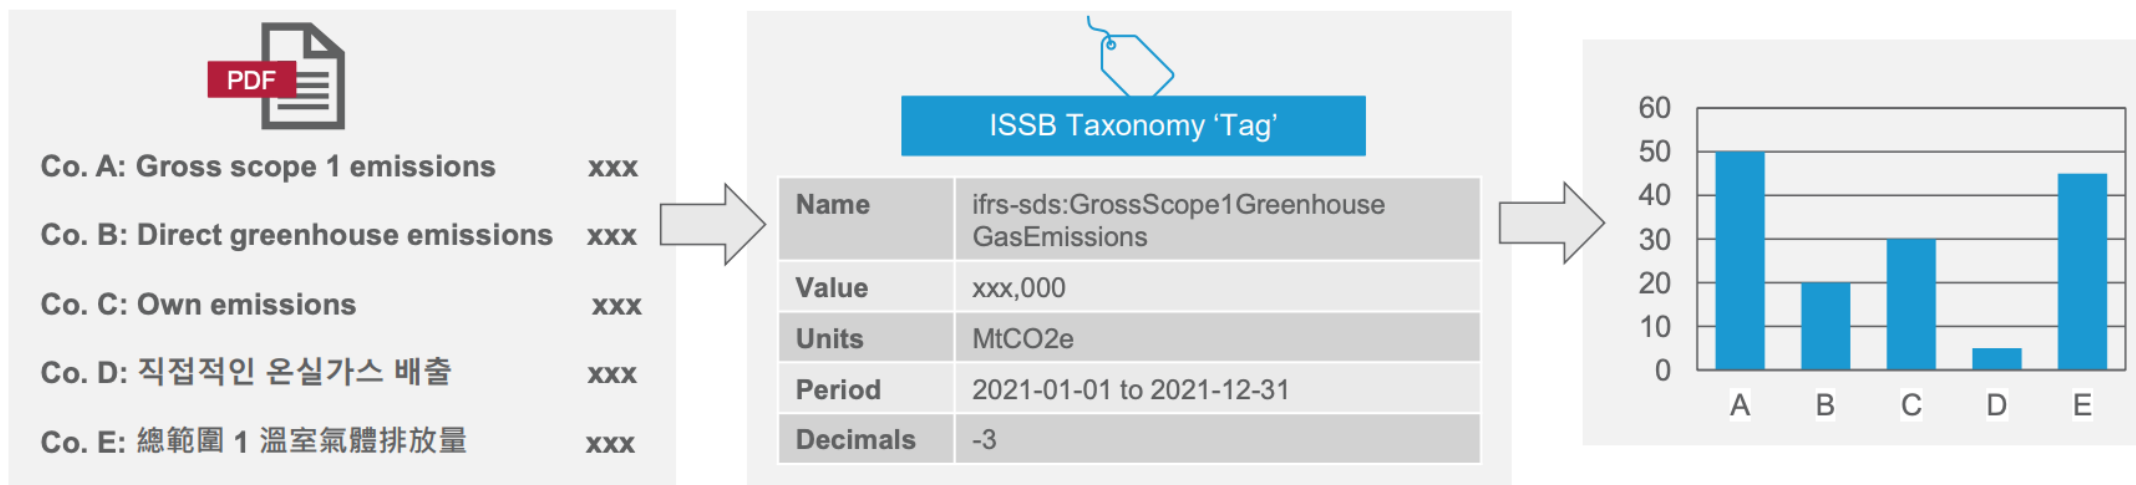 PDF
Co. A: Gross scope 1 emissions xxx
Co. B: Direct greenhouse emissions xxx
Co. C: Own emissions xxx
Co. D: 직접적인 온실가스 배출 xxx
Co. E: 總範圍 1 溫室氣體排放量 xxx
ISSB Taxonomy ‘Tag’
Name ifrs-sds:GrossScope1Greenhouse
GasEmissions
Value xxx,000
Units MtCO2e
Period 2021-01-01 to 2021-12-31
Decimals -3
60
50
40
30
20
10
0
A B C D E